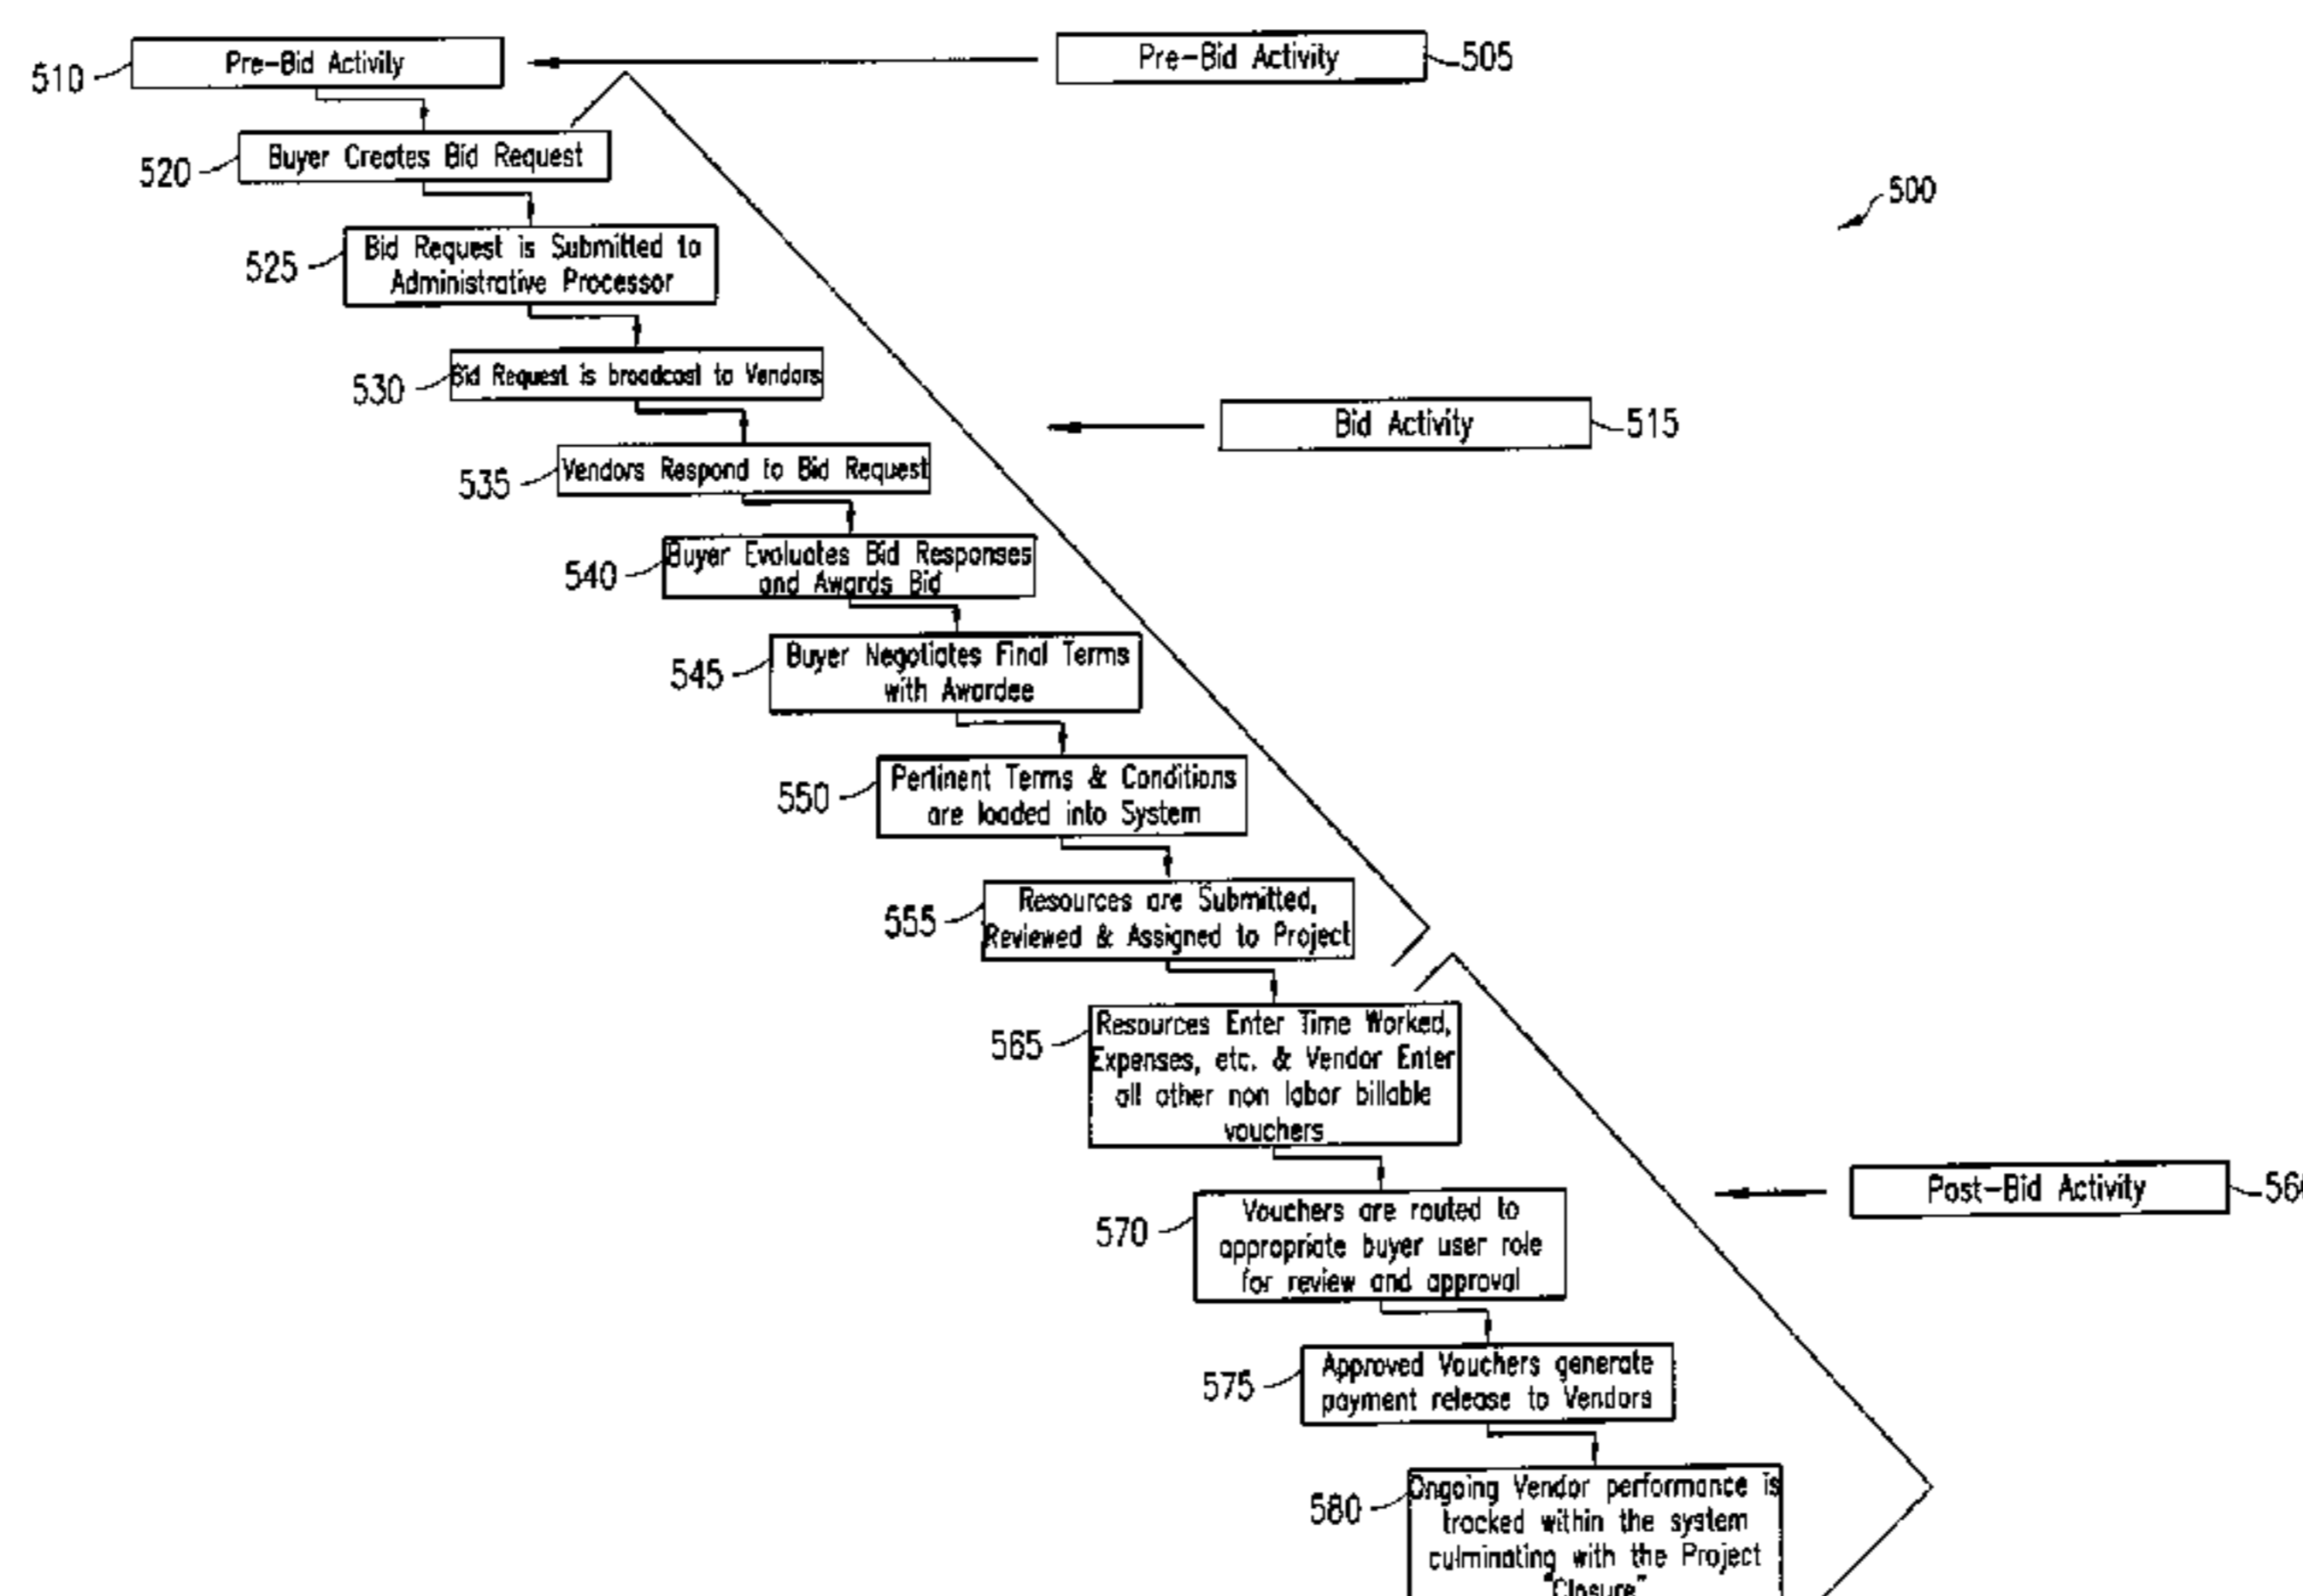 Pre-Bid Activity
510
Pre-Bid Activity
505
Buyer Creates Bid Request
520
500
Bid Request is Submitted to
Administrative Processor
525
Bid Request is broadcast to Vendors
530
Bid Activity
515
Vendors Respond to Bid Request
535
Buyer Evaluates Bid Responses
and Awards Bid
540
Buyer Negotiates Final Terms
with Awardee
545
Pertinent Terms & Conditions
are loaded into System
550
Resources are Submitted,
Reviewed & Assigned to Project
555
Resources Enter Time Worked,
Expenses, etc. & Vendor Enter
all other non labor billable
vouchers
565
Post-Bid Activity
Vouchers are routed to
appropriate buyer user role
for review and approval
570
Approved Vouchers generate
payment release to Vendors
575
Ongoing Vendor performance is
tracked within the system
culminating with the Project
"Closure"
580